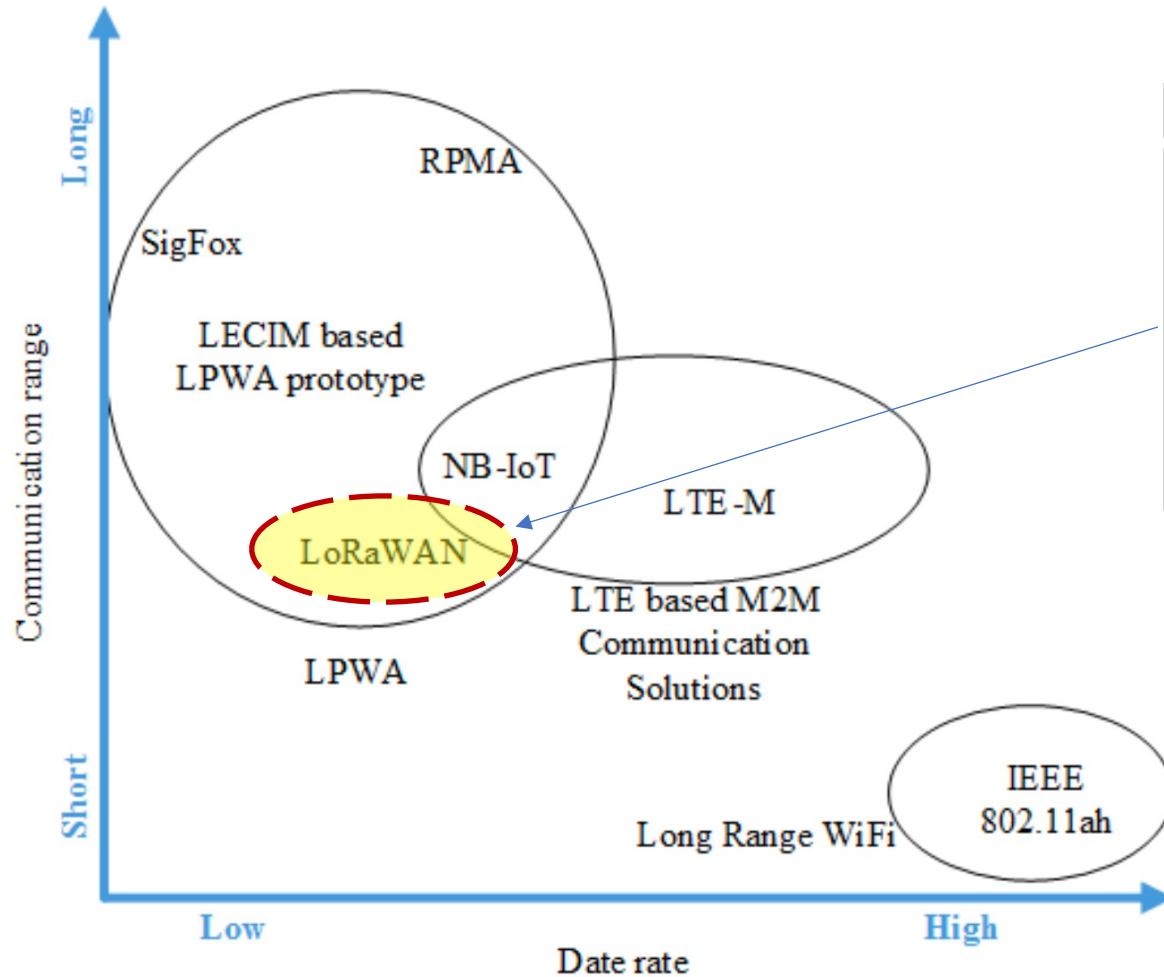 Long
RPMA
SigFox
LECIM based
LPWA prototype
Communication range
NB-IoT
LTE-M
LoRaWAN
LTE based M2M
Communication
Solutions
LPWA
Short
IEEE
802.11ah
Long Range WiFi
Low
High
Date rate